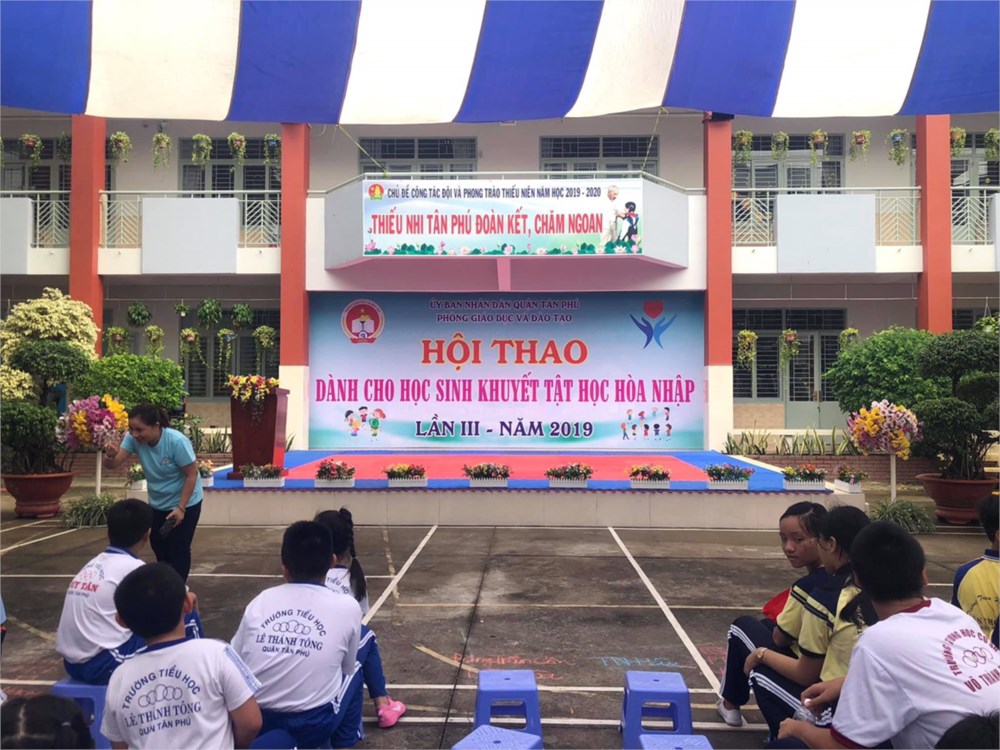 CHỦ ĐỀ CÔNG TÁC ĐỘI VÀ PHONG TRÀO THIẾU NIÊN NĂM HỌC 2019 - 2020
THIẾU NHI TÂN PHÚ ĐOÀN KẾT, CHĂM NGOAN
ỦY BAN NHÂN DÂN QUẬN TÂN PHÚ
PHÒNG GIÁO DỤC VÀ ĐÀO TẠO
HỘI THAO
DÀNH CHO HỌC SINH KHUYẾT TẬT HỌC HÒA NHẬP
LẦN III - NĂM 2019
TRƯỜNG TIỂU HỌC
LÊ THÁNH TÔNG
QUẬN TÂN PHÚ
TRƯỜNG TIỂU HỌC
LÊ THÁNH TÔNG
QUẬN TÂN PHÚ